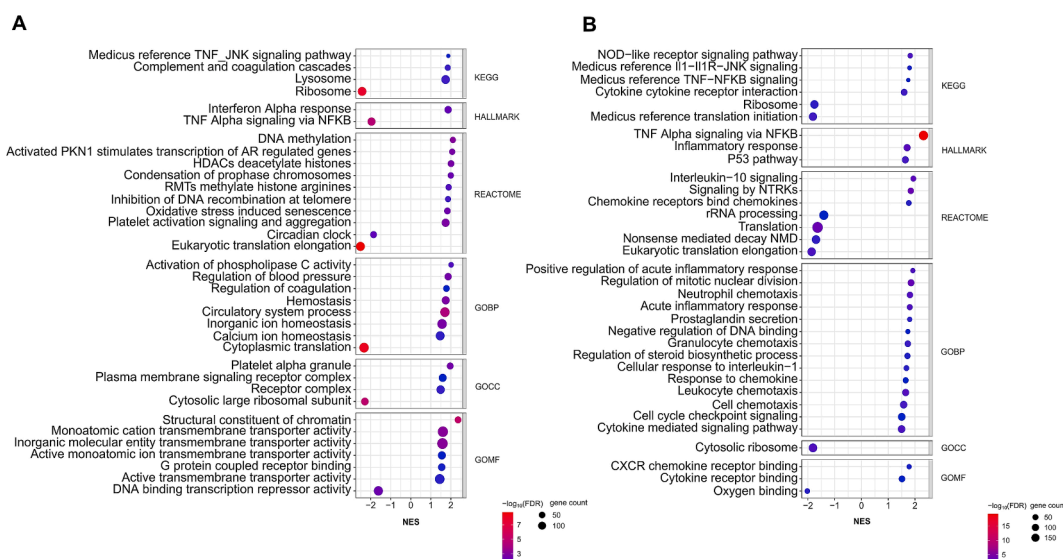 A
Medicus reference TNF_JNK signaling pathway
Complement and coagulation cascades
Lysosome
Ribosome
KEGG
Interferon Alpha response
TNF Alpha signaling via NFKB
HALLMARK
DNA methylation
Activated PKN1 stimulates transcription of AR regulated genes
HDACs deacetylate histones
Condensation of prophase chromosomes
RMTs methylate histone arginines
Inhibition of DNA recombination at telomere
Oxidative stress induced senescence
Platelet activation signaling and aggregation
Circadian clock
Eukaryotic translation elongation
REACTOME
Activation of phospholipase C activity
Regulation of blood pressure
Regulation of coagulation
Hemostasis
Circulatory system process
Inorganic ion homeostasis
Calcium ion homeostasis
Cytoplasmic translation
GOBP
Platelet alpha granule
Plasma membrane signaling receptor complex
Receptor complex
Cytosolic large ribosomal subunit
GOCC
Structural constituent of chromatin
Monoatomic cation transmembrane transporter activity
Inorganic molecular entity transmembrane transporter activity
Active monoatomic ion transmembrane transporter activity
G protein coupled receptor binding
Active transmembrane transporter activity
DNA binding transcription repressor activity
GOMF
−2 −1 0 1 2
NES
−log10(FDR)
7
5
3
gene count
50
100
B
NOD−like receptor signaling pathway
Medicus reference Il1−Il1R−JNK signaling
Medicus reference TNF−NFKB signaling
Cytokine cytokine receptor interaction
Ribosome
Medicus reference translation initiation
KEGG
TNF Alpha signaling via NFKB
Inflammatory response
P53 pathway
HALLMARK
Interleukin−10 signaling
Signaling by NTRKs
Chemokine receptors bind chemokines
rRNA processing
Translation
Nonsense mediated decay NMD
Eukaryotic translation elongation
REACTOME
Positive regulation of acute inflammatory response
Regulation of mitotic nuclear division
Neutrophil chemotaxis
Acute inflammatory response
Prostaglandin secretion
Negative regulation of DNA binding
Granulocyte chemotaxis
Regulation of steroid biosynthetic process
Cellular response to interleukin−1
Response to chemokine
Leukocyte chemotaxis
Cell chemotaxis
Cell cycle checkpoint signaling
Cytokine mediated signaling pathway
GOBP
Cytosolic ribosome
GOCC
CXCR chemokine receptor binding
Cytokine receptor binding
Oxygen binding
GOMF
−2 −1 0 1 2
NES
−log10(FDR)
15
10
5
gene count
50
100
150